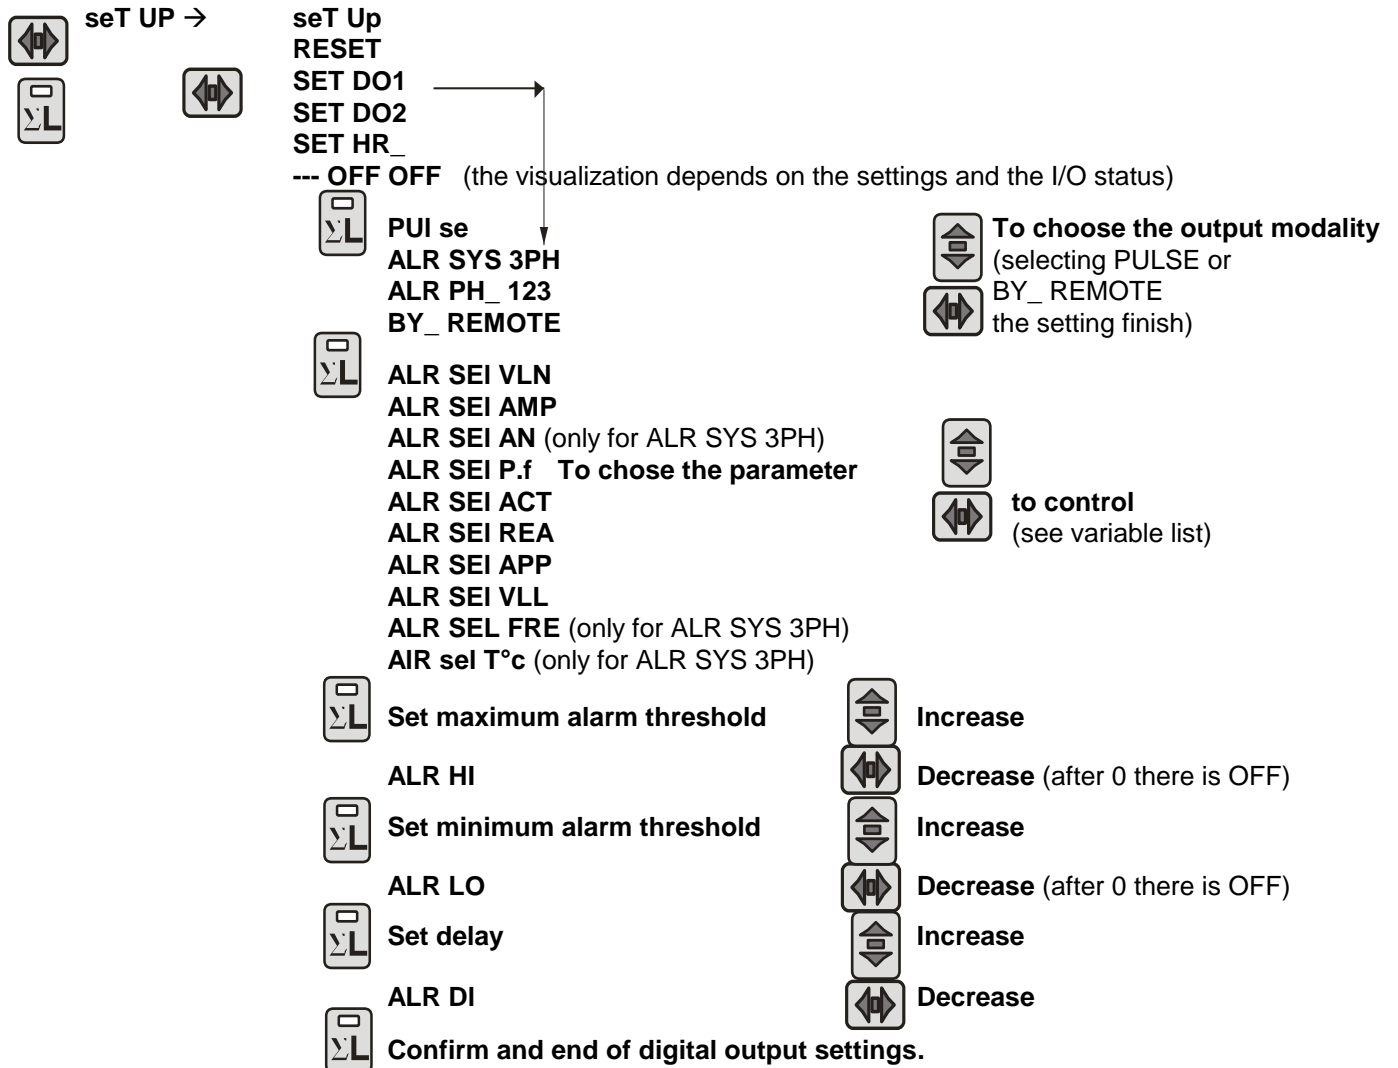 seT UP → seT Up
RESET
SET DO1
ΣL SET DO2
SET HR_
--- OFF OFF (the visualization depends on the settings and the I/O status)
ΣL PUI se To choose the output modality
ALR SYS 3PH (selecting PULSE or
ALR PH_ 123 BY_ REMOTE
BY_ REMOTE the setting finish)
ΣL ALR SEI VLN
ALR SEI AMP
ALR SEI AN (only for ALR SYS 3PH)
ALR SEI P.f To chose the parameter
ALR SEI ACT to control
ALR SEI REA (see variable list)
ALR SEI APP
ALR SEI VLL
ALR SEL FRE (only for ALR SYS 3PH)
AIR sel T°c (only for ALR SYS 3PH)
ΣL Set maximum alarm threshold Increase
ALR HI Decrease (after 0 there is OFF)
ΣL Set minimum alarm threshold Increase
ALR LO Decrease (after 0 there is OFF)
ΣL Set delay Increase
ALR DI Decrease
ΣL Confirm and end of digital output settings.